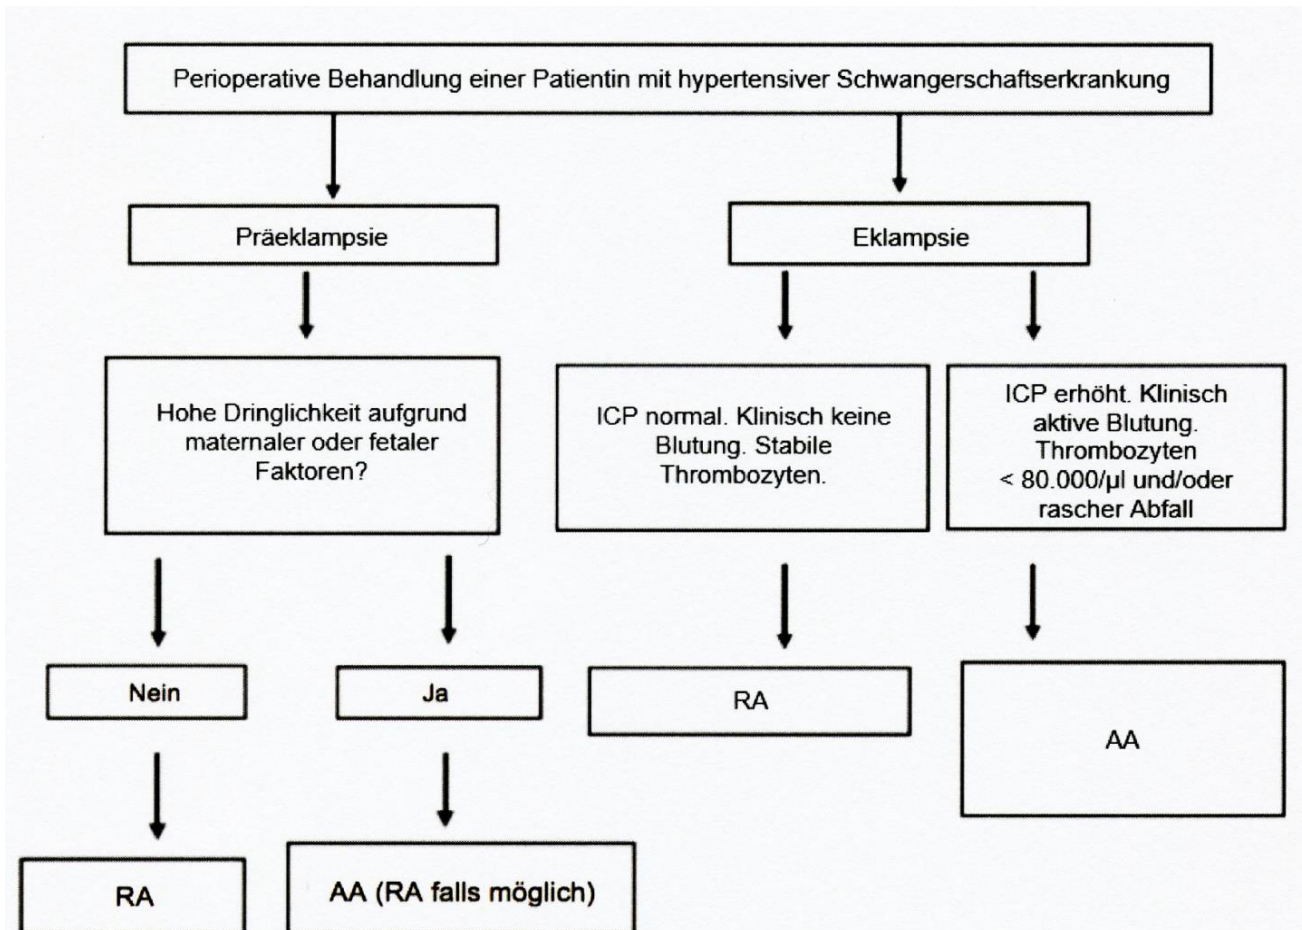 Perioperative Behandlung einer Patientin mit hypertensiver Schwangerschaftserkrankung
Präeklampsie
Eklampsie
Hohe Dringlichkeit aufgrund
maternaler oder fetaler
Faktoren?
ICP normal. Klinisch keine
Blutung. Stabile
Thrombozyten.
ICP erhöht. Klinisch
aktive Blutung.
Thrombozyten
< 80.000/µl und/oder
rascher Abfall
Nein
Ja
RA
AA
RA
AA (RA falls möglich)